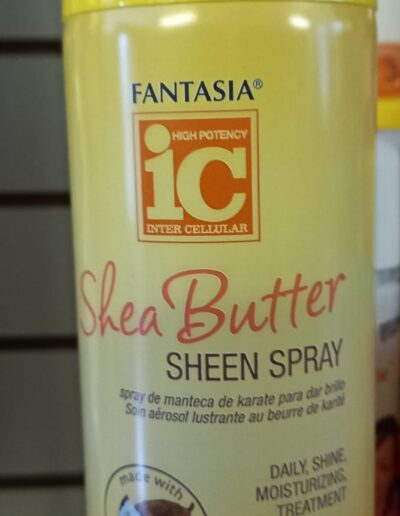 FANTASIA®
HIGH POTENCY
iC
INTER CELLULAR
Shea Butter
SHEEN SPRAY
spray de manteca de karate para dar brillo
Soin aérosol lustrante au beurre de karité
DAILY, SHINE,
MOISTURIZING,
TREATMENT
made with